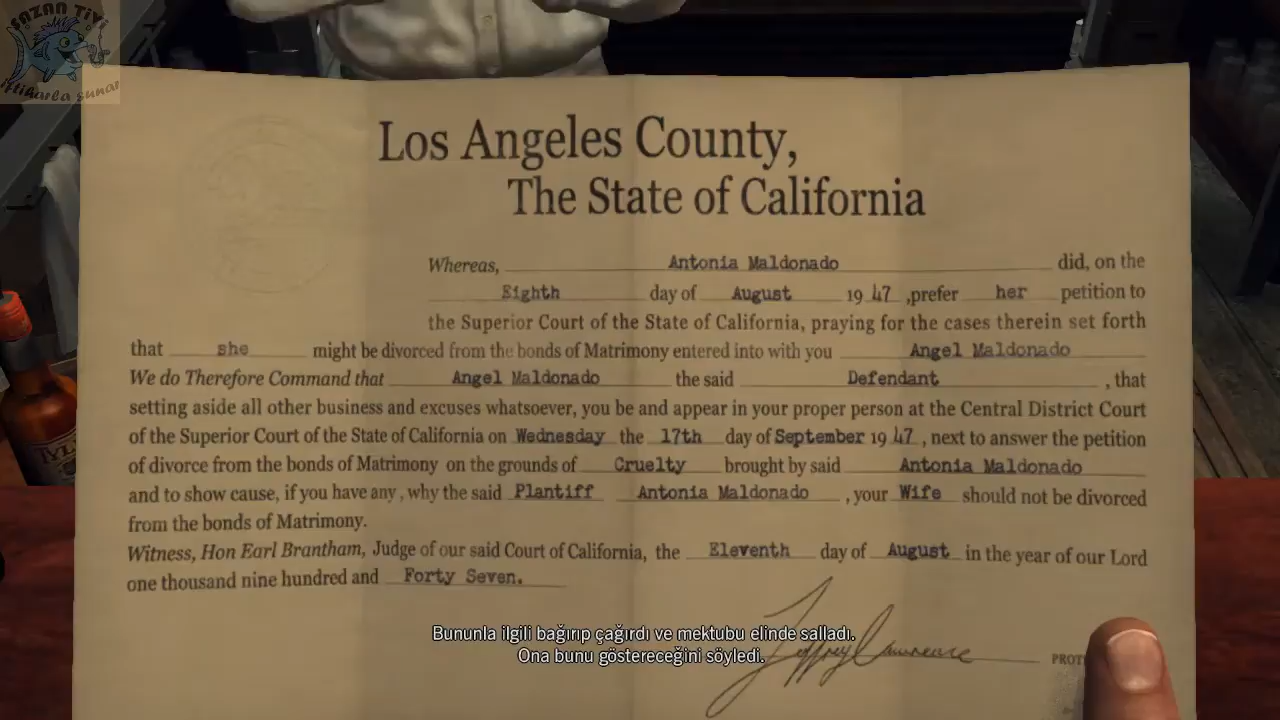 SAZAN TiVi
iftiharla sunar
Los Angeles County,
The State of California
Whereas, Antonia Maldonado did, on the
Eighth day of August 1947 ,prefer her petition to
the Superior Court of the State of California, praying for the cases therein set forth
that she might be divorced from the bonds of Matrimony entered into with you Angel Maldonado
We do Therefore Command that Angel Maldonado the said Defendant , that
setting aside all other business and excuses whatsoever, you be and appear in your proper person at the Central District Court
of the Superior Court of the State of California on Wednesday the 17th day of September 1947 , next to answer the petition
of divorce from the bonds of Matrimony on the grounds of Cruelty brought by said Antonia Maldonado
and to show cause, if you have any , why the said Plantiff Antonia Maldonado , your Wife should not be divorced
from the bonds of Matrimony.
Witness, Hon Earl Brantham, Judge of our said Court of California, the Eleventh day of August in the year of our Lord
one thousand nine hundred and Forty Seven.
Bununla ilgili bağırıp çağırdı ve mektubu elinde salladı.
Ona bunu göstereceğini söyledi.
Jeffrey Lawrence